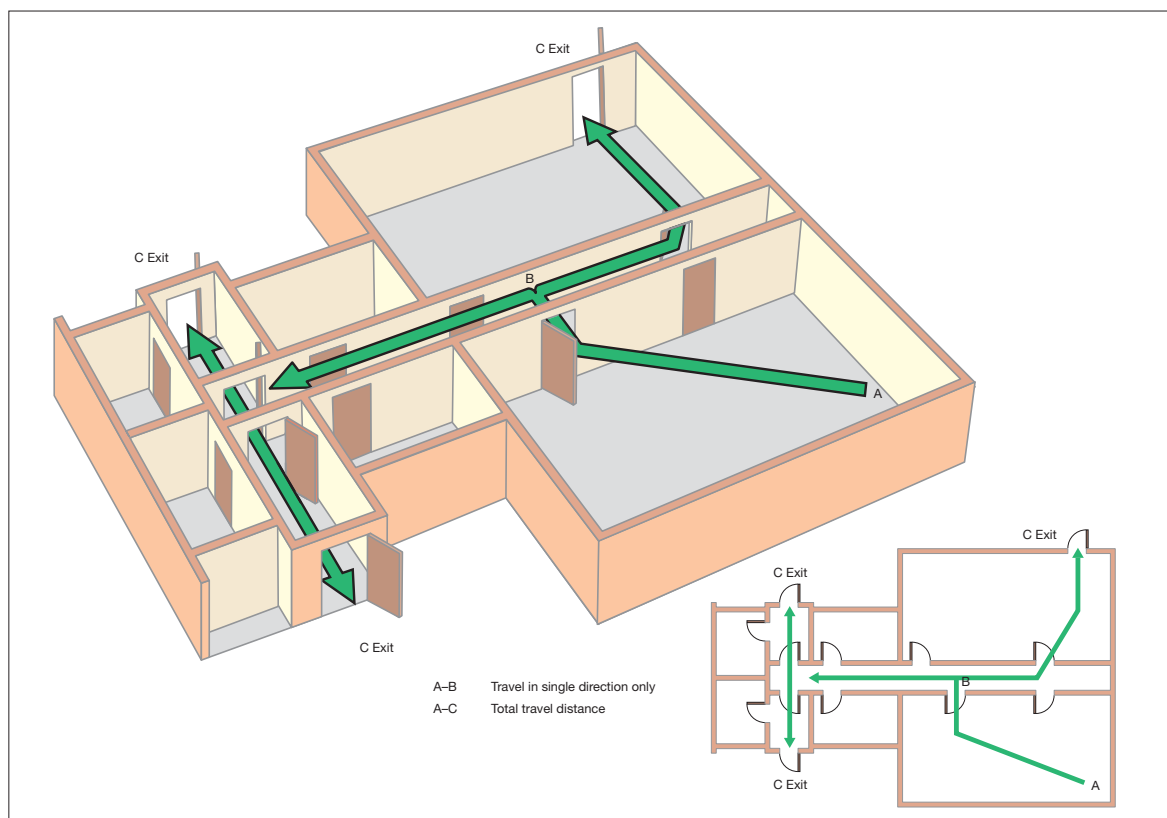 C Exit
C Exit
B
A
C Exit
A–B Travel in single direction only
A–C Total travel distance
C Exit
C Exit
B
A
C Exit